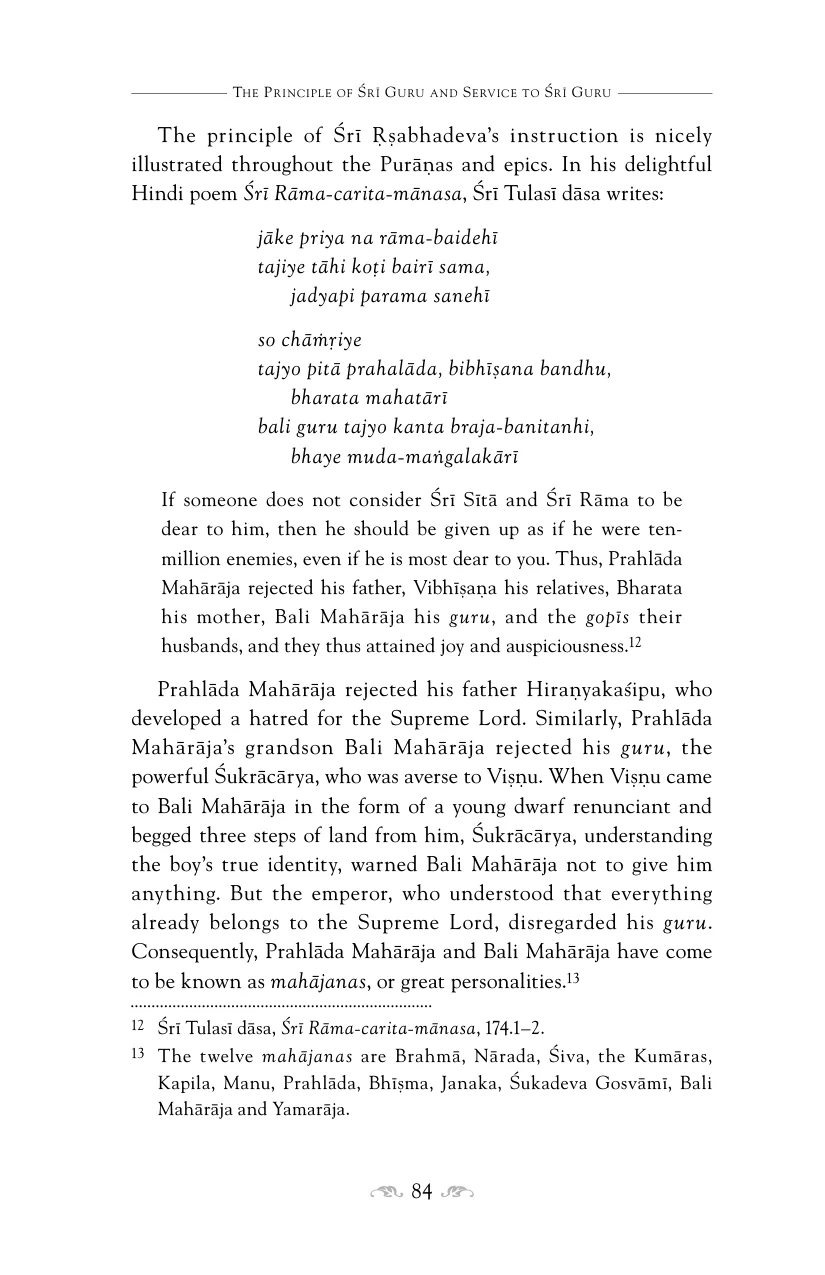 The Principle of Śrī Guru and Service to Śrī Guru
The principle of Śrī Ṛṣabhadeva’s instruction is nicely
illustrated throughout the Purāṇas and epics. In his delightful
Hindi poem Śrī Rāma-carita-mānasa, Śrī Tulasī dāsa writes:
jāke priya na rāma-baidehī
tajiye tāhi koṭi bairī sama,
jadyapi parama sanehī
so chāṁṛiye
tajyo pitā prahalāda, bibhīṣana bandhu,
bharata mahatārī
bali guru tajyo kanta braja-banitanhi,
bhaye muda-maṅgalakārī
If someone does not consider Śrī Sītā and Śrī Rāma to be
dear to him, then he should be given up as if he were ten-
million enemies, even if he is most dear to you. Thus, Prahlāda
Mahārāja rejected his father, Vibhīṣaṇa his relatives, Bharata
his mother, Bali Mahārāja his guru, and the gopīs their
husbands, and they thus attained joy and auspiciousness.12
Prahlāda Mahārāja rejected his father Hiraṇyakaśipu, who
developed a hatred for the Supreme Lord. Similarly, Prahlāda
Mahārāja’s grandson Bali Mahārāja rejected his guru, the
powerful Śukrācārya, who was averse to Viṣṇu. When Viṣṇu came
to Bali Mahārāja in the form of a young dwarf renunciant and
begged three steps of land from him, Śukrācārya, understanding
the boy’s true identity, warned Bali Mahārāja not to give him
anything. But the emperor, who understood that everything
already belongs to the Supreme Lord, disregarded his guru.
Consequently, Prahlāda Mahārāja and Bali Mahārāja have come
to be known as mahājanas, or great personalities.13
12 Śrī Tulasī dāsa, Śrī Rāma-carita-mānasa, 174.1–2.
13 The twelve mahājanas are Brahmā, Nārada, Śiva, the Kumāras,
Kapila, Manu, Prahlāda, Bhīṣma, Janaka, Śukadeva Gosvāmī, Bali
Mahārāja and Yamarāja.
84